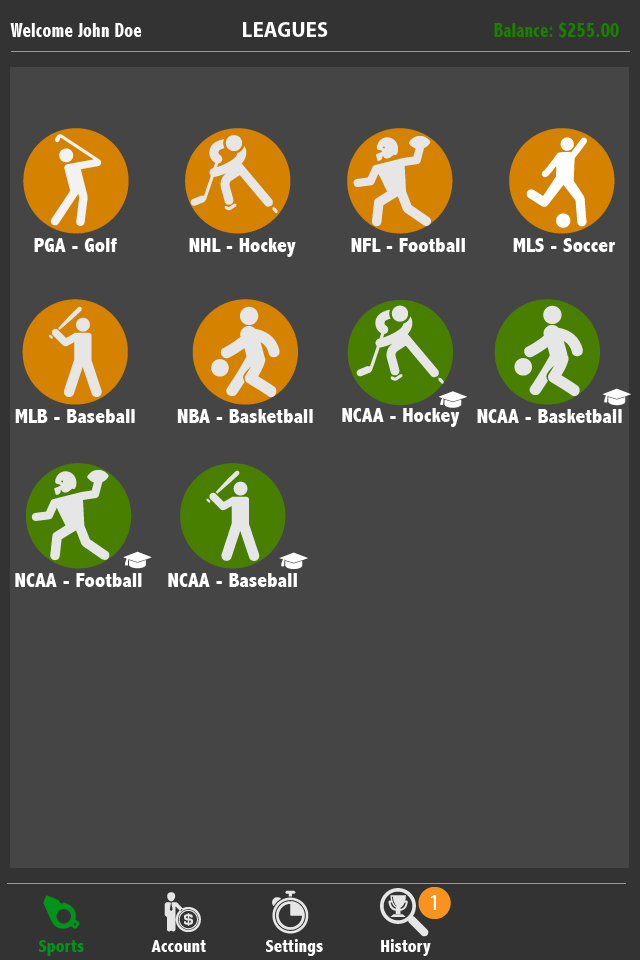 Welcome John Doe
LEAGUES
Balance: $255.00
PGA - Golf
NHL - Hockey
NFL - Football
MLS - Soccer
MLB - Baseball
NBA - Basketball
NCAA - Hockey
NCAA - Basketball
NCAA - Football
NCAA - Baseball
$
1
Sports
Account
Settings
History